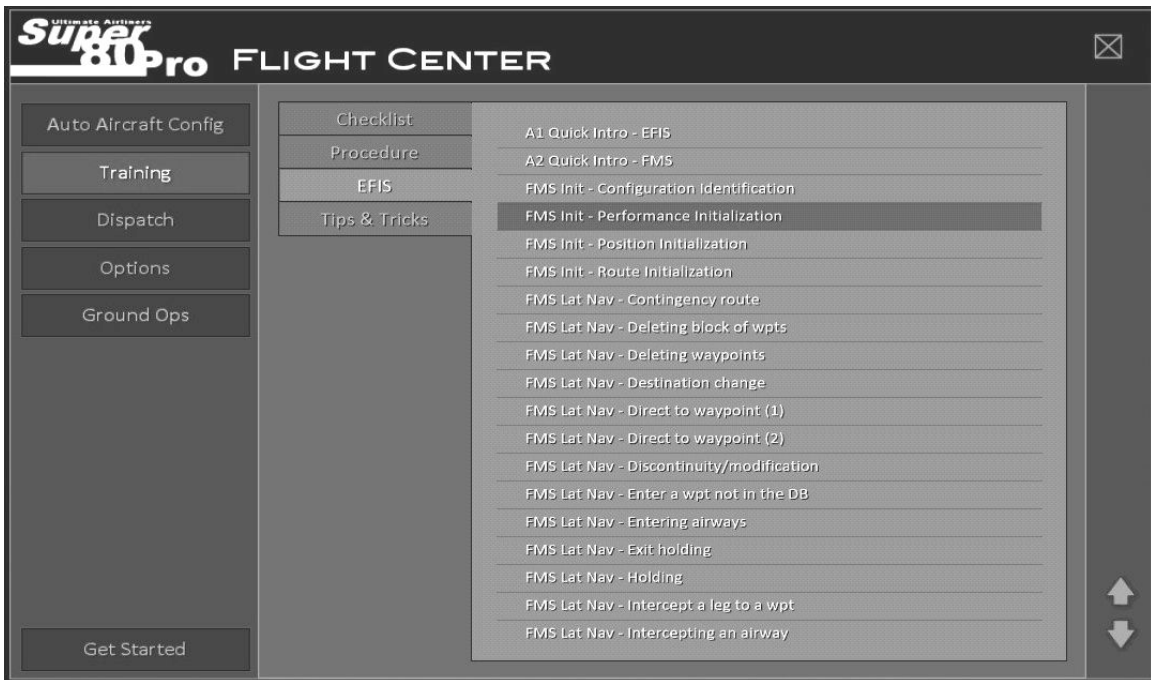 Ultimate Airliners
Super
80Pro FLIGHT CENTER
Auto Aircraft Config
Training
Dispatch
Options
Ground Ops
Get Started
Checklist
Procedure
EFIS
Tips & Tricks
A1 Quick Intro - EFIS
A2 Quick Intro - FMS
FMS Init - Configuration Identification
FMS Init - Performance Initialization
FMS Init - Position Initialization
FMS Init - Route Initialization
FMS Lat Nav - Contingency route
FMS Lat Nav - Deleting block of wpts
FMS Lat Nav - Deleting waypoints
FMS Lat Nav - Destination change
FMS Lat Nav - Direct to waypoint (1)
FMS Lat Nav - Direct to waypoint (2)
FMS Lat Nav - Discontinuity/modification
FMS Lat Nav - Enter a wpt not in the DB
FMS Lat Nav - Entering airways
FMS Lat Nav - Exit holding
FMS Lat Nav - Holding
FMS Lat Nav - Intercept a leg to a wpt
FMS Lat Nav - Intercepting an airway